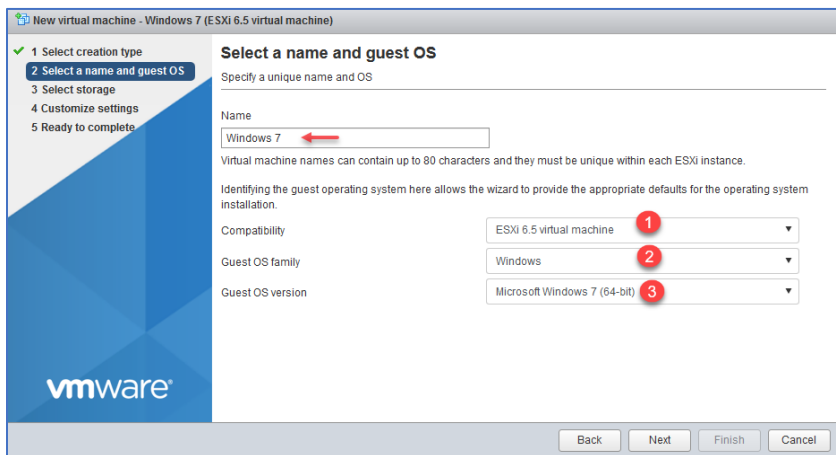 New virtual machine - Windows 7 (ESXi 6.5 virtual machine)
1 Select creation type
2 Select a name and guest OS
3 Select storage
4 Customize settings
5 Ready to complete
Select a name and guest OS
Specify a unique name and OS
Name
Windows 7
Virtual machine names can contain up to 80 characters and they must be unique within each ESXi instance.
Identifying the guest operating system here allows the wizard to provide the appropriate defaults for the operating system
installation.
Compatibility ESXi 6.5 virtual machine 1
Guest OS family Windows 2
Guest OS version Microsoft Windows 7 (64-bit) 3
vmware®
Back Next Finish Cancel